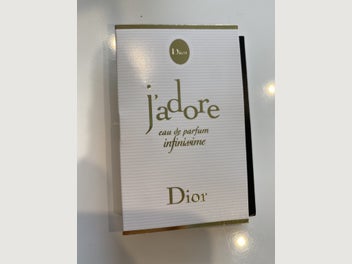 Dior
j'adore
eau de parfum
infinissime
Dior